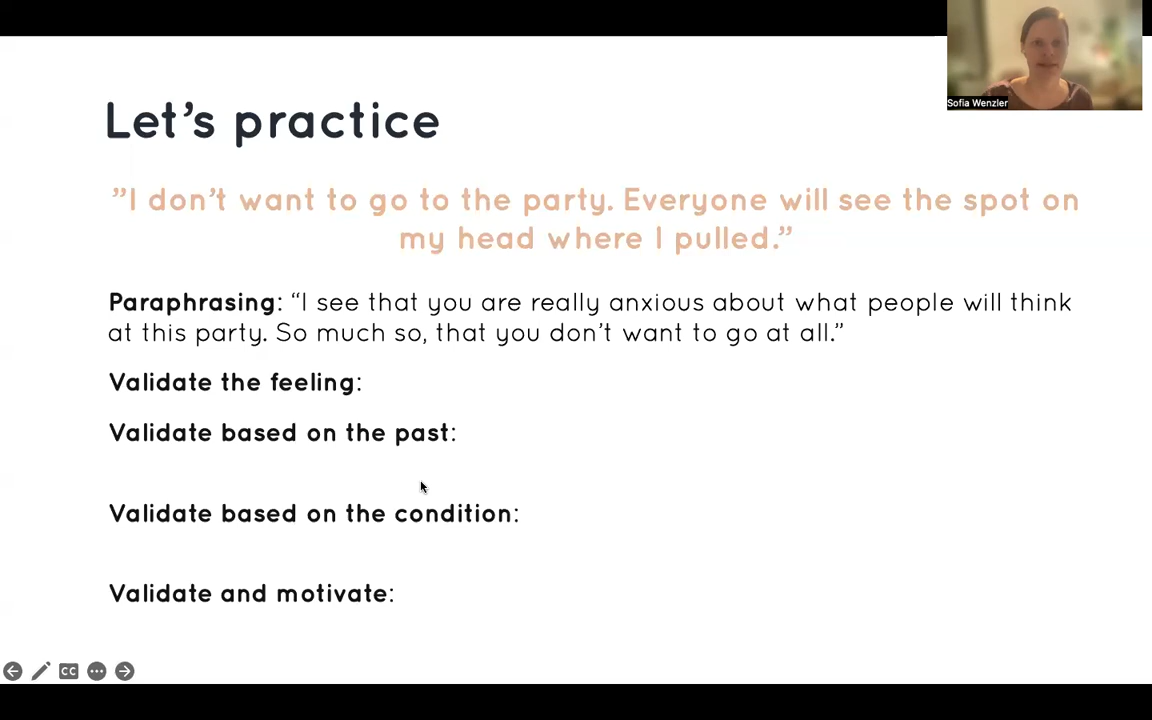 Sofia Wenzler
Let's practice
”I don't want to go to the party. Everyone will see the spot on
my head where I pulled.”
Paraphrasing: “I see that you are really anxious about what people will think
at this party. So much so, that you don't want to go at all.”
Validate the feeling:
Validate based on the past:
Validate based on the condition:
Validate and motivate:
CC